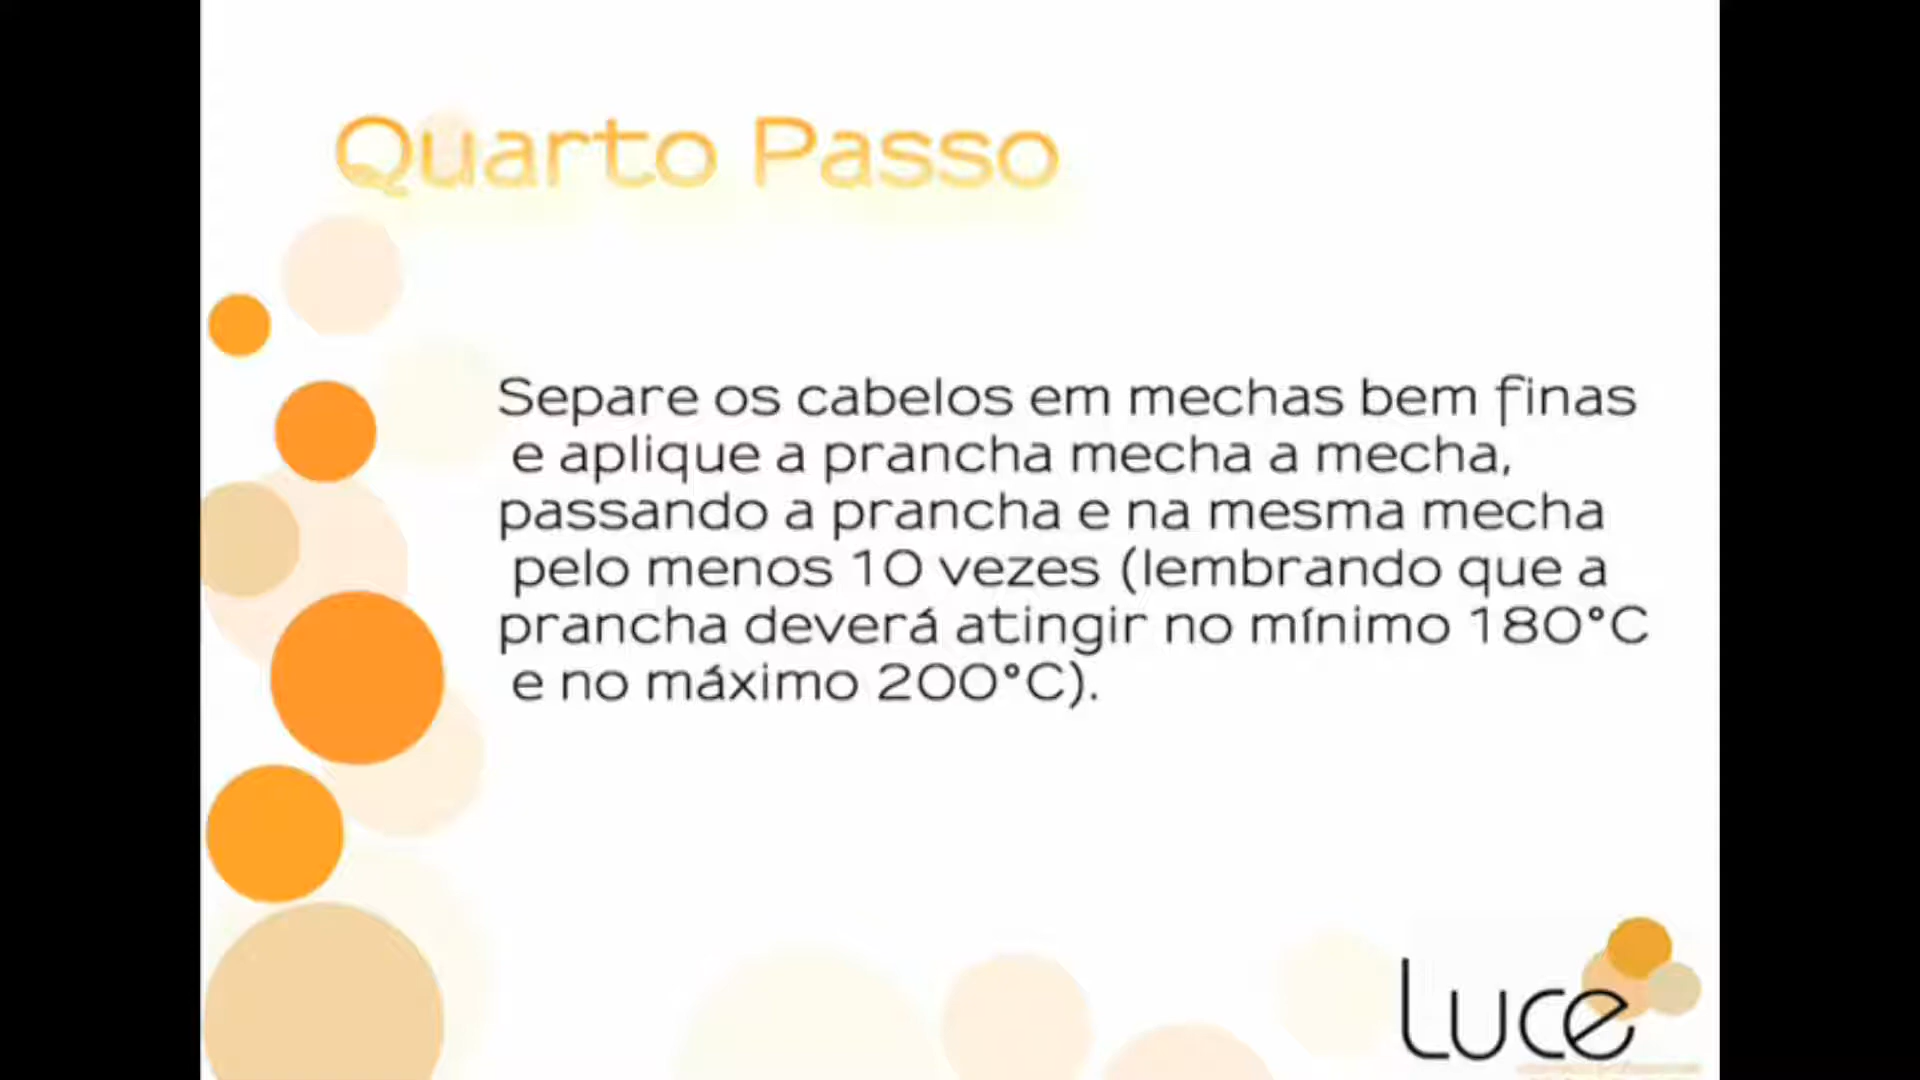 Quarto Passo
Separe os cabelos em mechas bem finas
e aplique a prancha mecha a mecha,
passando a prancha e na mesma mecha
pelo menos 10 vezes (lembrando que a
prancha deverá atingir no mínimo 180°C
e no máximo 200°C).
Luce